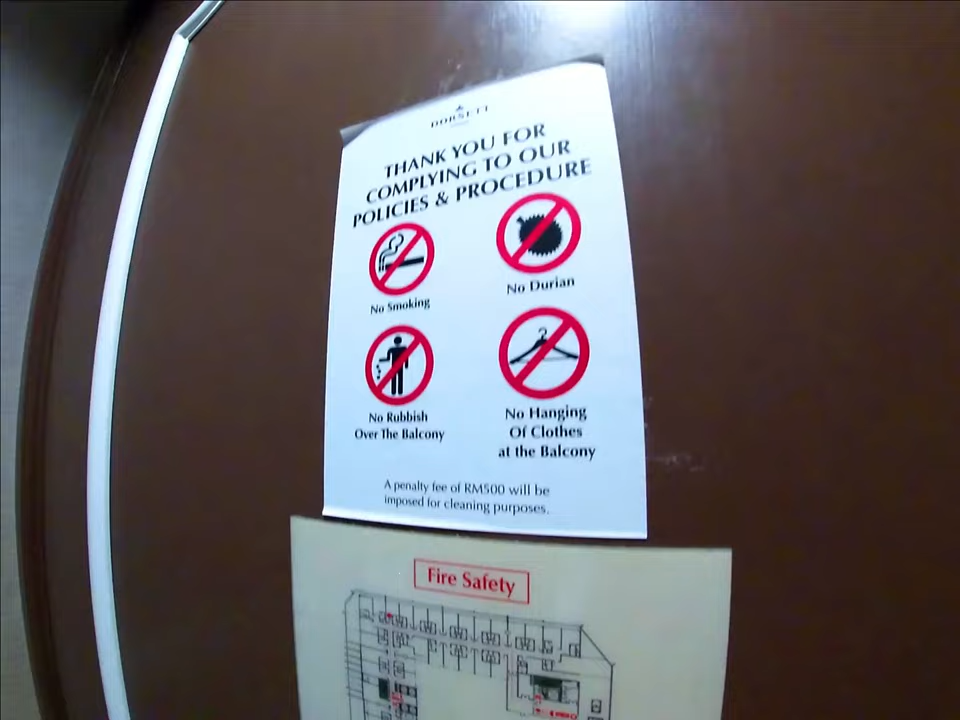 DORSETT
THANK YOU FOR
COMPLYING TO OUR
POLICIES & PROCEDURE
No Smoking
No Durian
No Rubbish
Over The Balcony
No Hanging
Of Clothes
at the Balcony
A penalty fee of RM500 will be
imposed for cleaning purposes.
Fire Safety